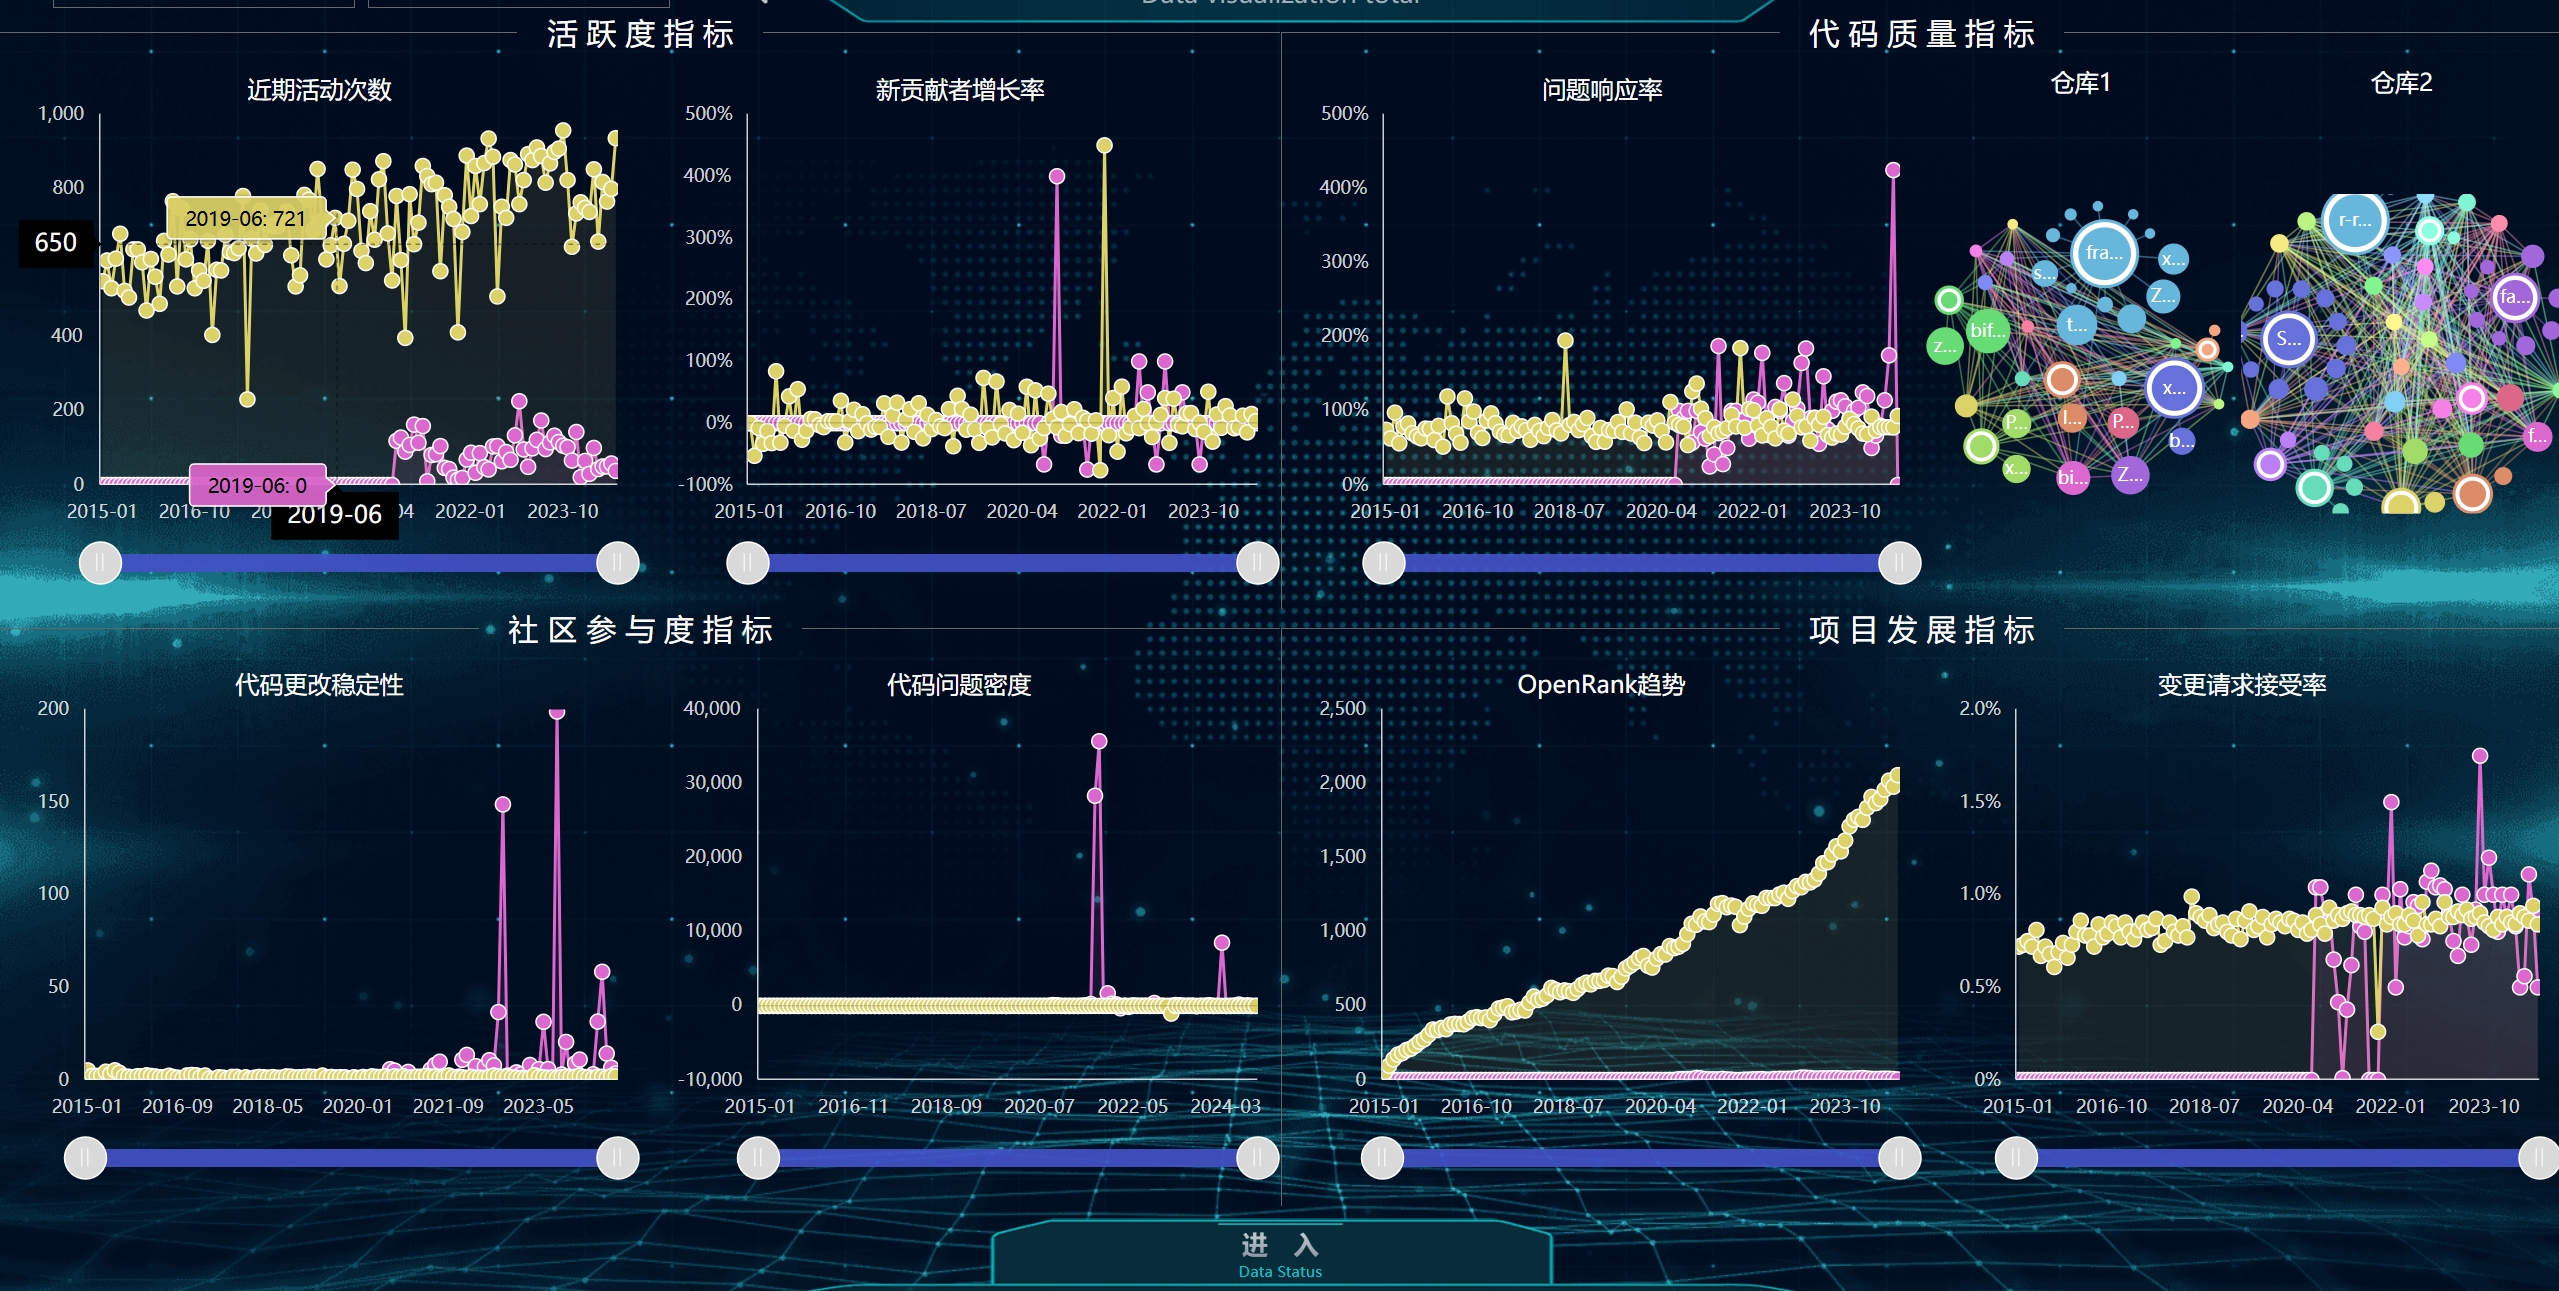 Data visualization total
活跃度指标
代码质量指标
近期活动次数
1,000
800
650
400
200
0
2019-06: 721
2019-06: 0
2019-06
2015-01 2016-10 2022-01 2023-10
新贡献者增长率
500%
400%
300%
200%
100%
0%
-100%
2015-01 2016-10 2018-07 2020-04 2022-01 2023-10
问题响应率
500%
400%
300%
200%
100%
0%
2015-01 2016-10 2018-07 2020-04 2022-01 2023-10
仓库1
fra...
x...
s...
Z...
t...
bif...
z...
x...
P...
l...
P...
b...
x...
bi...
Z...
仓库2
r-r...
fa...
S...
f...
社区参与度指标
项目发展指标
代码更改稳定性
200
150
100
50
0
2015-01 2016-09 2018-05 2020-01 2021-09 2023-05
代码问题密度
40,000
30,000
20,000
10,000
0
-10,000
2015-01 2016-11 2018-09 2020-07 2022-05 2024-03
OpenRank趋势
2,500
2,000
1,500
1,000
500
0
2015-01 2016-10 2018-07 2020-04 2022-01 2023-10
变更请求接受率
2.0%
1.5%
1.0%
0.5%
0%
2015-01 2016-10 2018-07 2020-04 2022-01 2023-10
进 入
Data Status